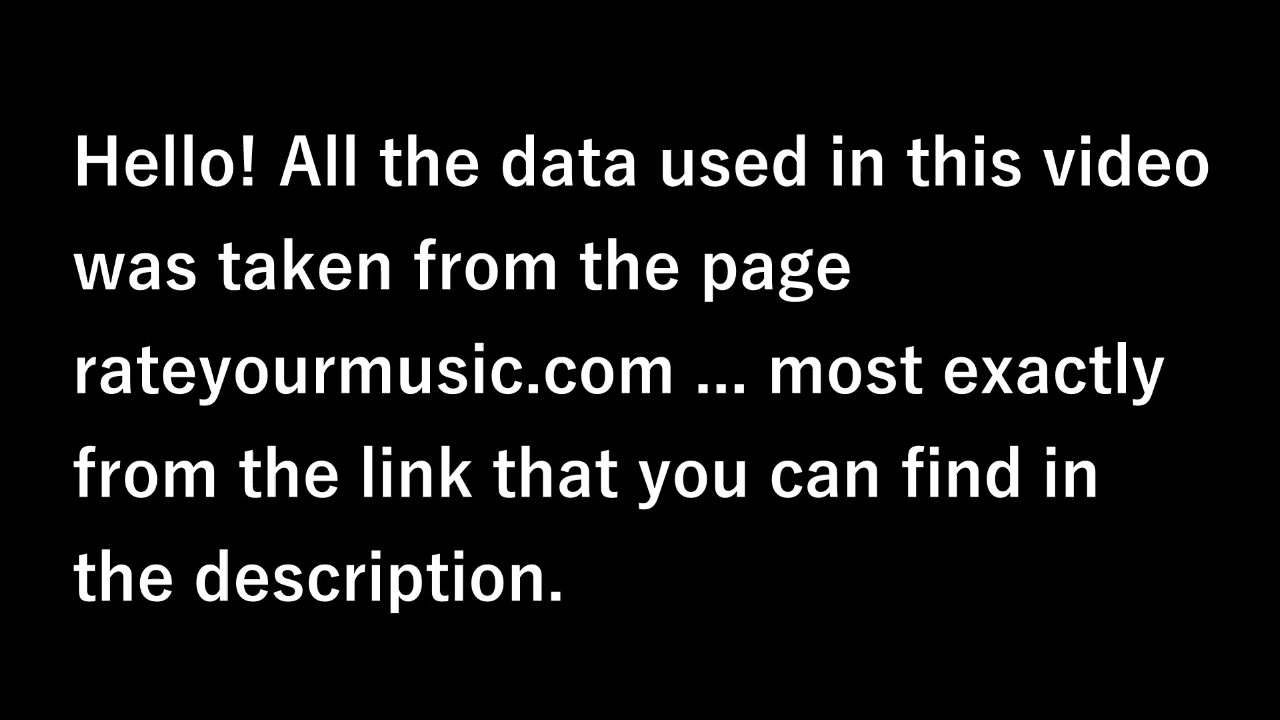 Hello! All the data used in this video
was taken from the page
rateyourmusic.com ... most exactly
from the link that you can find in
the description.